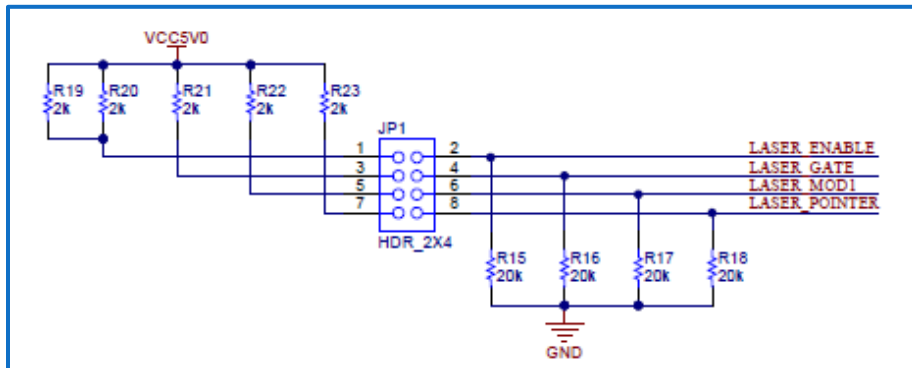 VCC5V0
R19 R20 R21 R22 R23
2k 2k 2k 2k 2k
JP1
1 2 LASER_ENABLE
3 4 LASER_GATE
5 6 LASER_MOD1
7 8 LASER_POINTER
HDR_2X4
R15 R16 R17 R18
20k 20k 20k 20k
GND